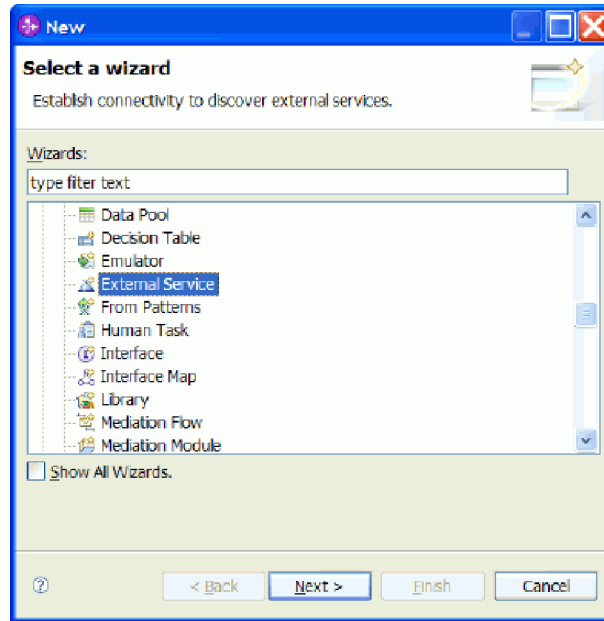 New
Select a wizard
Establish connectivity to discover external services.
Wizards:
type filter text
Data Pool
Decision Table
Emulator
External Service
From Patterns
Human Task
Interface
Interface Map
Library
Mediation Flow
Mediation Module
Show All Wizards.
? < Back Next > Finish Cancel